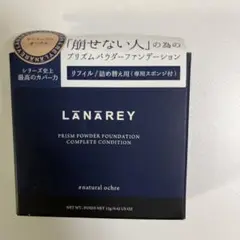 「崩せない人」の為の
プリズムパウダーファンデーション
リフィル/詰め替え用(専用スポンジ付)
シリーズ史上
最高のカバー力
LANAREY
PRISM POWDER FOUNDATION
COMPLETE CONDITION
#natural ochre